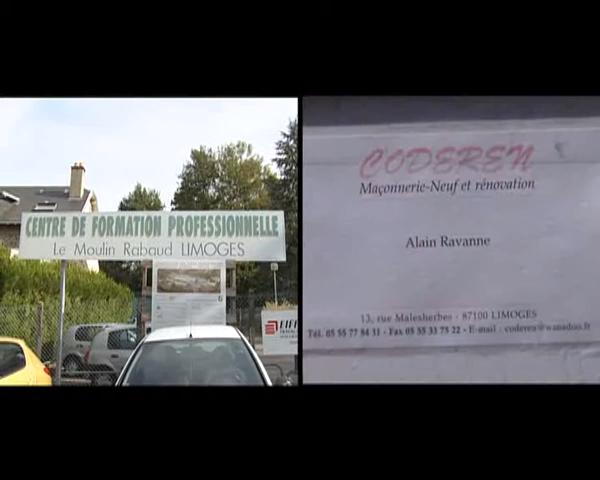 CENTRE DE FORMATION PROFESSIONNELLE
Le Moulin Rabaud LIMOGES
CODEREN
Maçonnerie-Neuf et rénovation
Alain Ravanne
13, rue Malesherbes - 87100 LIMOGES
Tél. 05 55 77 84 31 - Fax 05 55 33 75 22 - E-mail : coderen@wanadoo.fr